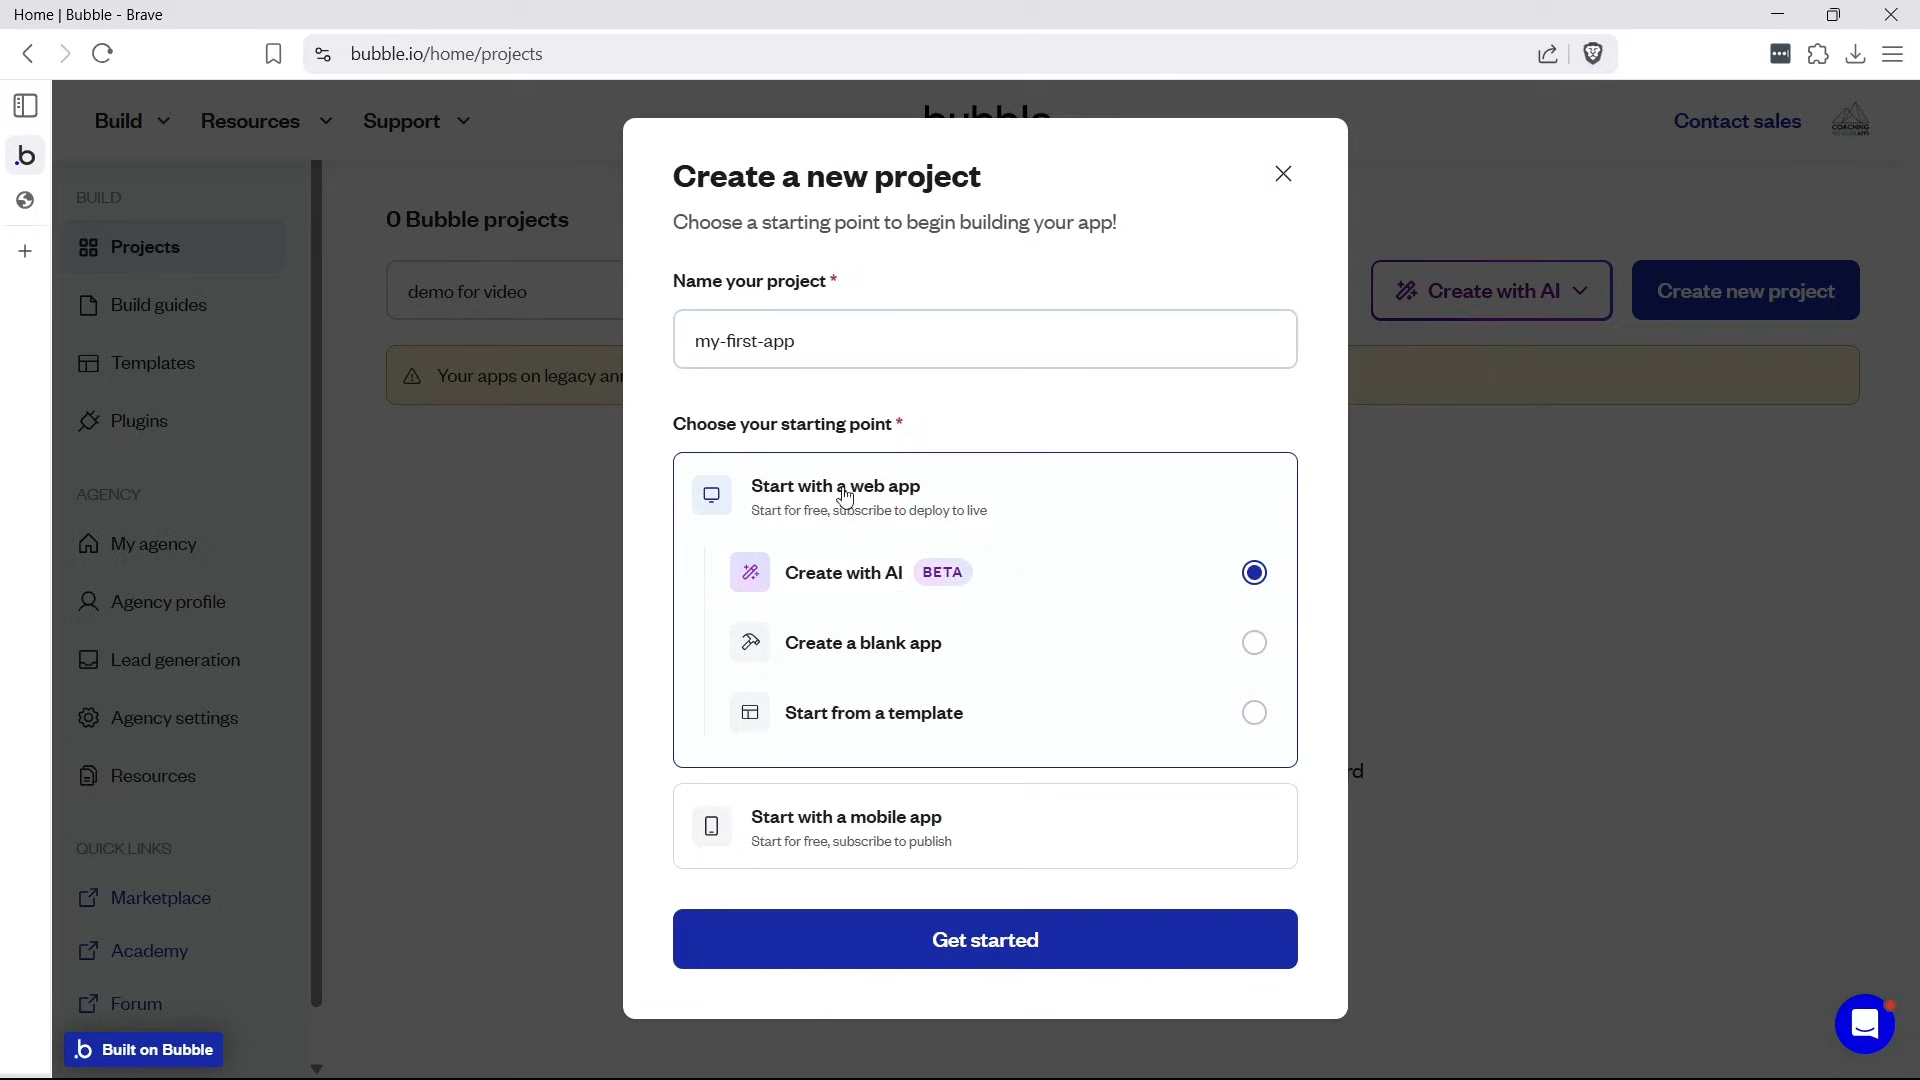 Home | Bubble - Brave
bubble.io/home/projects
Build
Resources
Support
bubble
Contact sales
COACHING
BUILD
Projects
Build guides
Templates
Plugins
AGENCY
My agency
Agency profile
Lead generation
Agency settings
Resources
QUICK LINKS
Marketplace
Academy
Forum
b Built on Bubble
0 Bubble projects
demo for video
Create with AI
Create new project
Your apps on legacy
Create a new project
Choose a starting point to begin building your app!
Name your project *
my-first-app
Choose your starting point *
Start with a web app
Start for free, subscribe to deploy to live
Create with AI BETA
Create a blank app
Start from a template
Start with a mobile app
Start for free, subscribe to publish
Get started